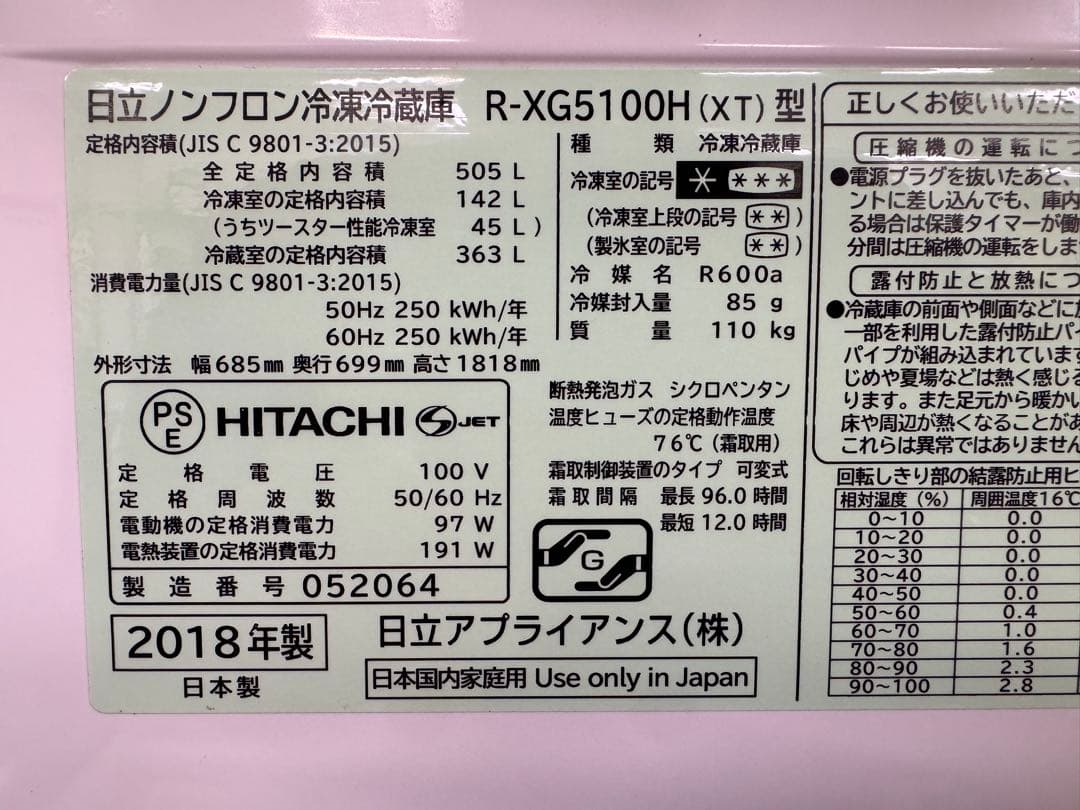 日立ノンフロン冷凍冷蔵庫 R-XG5100H(XT)型
定格内容積(JIS C 9801-3:2015)
全定格内容積 505 L
冷凍室の定格内容積 142 L
(うちツースター性能冷凍室 45 L)
冷蔵室の定格内容積 363 L
消費電力量(JIS C 9801-3:2015)
50Hz 250 kWh/年
60Hz 250 kWh/年
外形寸法 幅685㎜ 奥行699㎜ 高さ1818㎜
種類 冷凍冷蔵庫
冷凍室の記号 * ***
(冷凍室上段の記号 **)
(製氷室の記号 **)
冷媒名 R600a
冷媒封入量 85 g
質量 110 kg
PS
E
HITACHI S JET
定格電圧 100 V
定格周波数 50/60 Hz
電動機の定格消費電力 97 W
電熱装置の定格消費電力 191 W
製造番号 052064
断熱発泡ガス シクロペンタン
温度ヒューズの定格動作温度
76℃(霜取用)
霜取制御装置のタイプ 可変式
霜取間隔 最長 96.0 時間
最短 12.0 時間
G
2018年製
日本製
日立アプライアンス(株)
日本国内家庭用 Use only in Japan
正しくお使いいただ
圧縮機の運転に
●電源プラグを抜いたあと、
ントに差し込んでも、庫内
る場合は保護タイマーが働
分間は圧縮機の運転をしま
露付防止と放熱に
●冷蔵庫の前面や側面などに
一部を利用した露付防止パイ
パイプが組み込まれています
じめや夏場などは熱く感じる
ります。また足元から暖かい
床や周辺が熱くなることがあ
これらは異常ではありません
回転しきり部の結露防止用ヒ
相対湿度(%) 周囲温度16℃
0〜10 0.0
10〜20 0.0
20〜30 0.0
30〜40 0.0
40〜50 0.0
50〜60 0.4
60〜70 1.0
70〜80 1.6
80〜90 2.3
90〜100 2.8